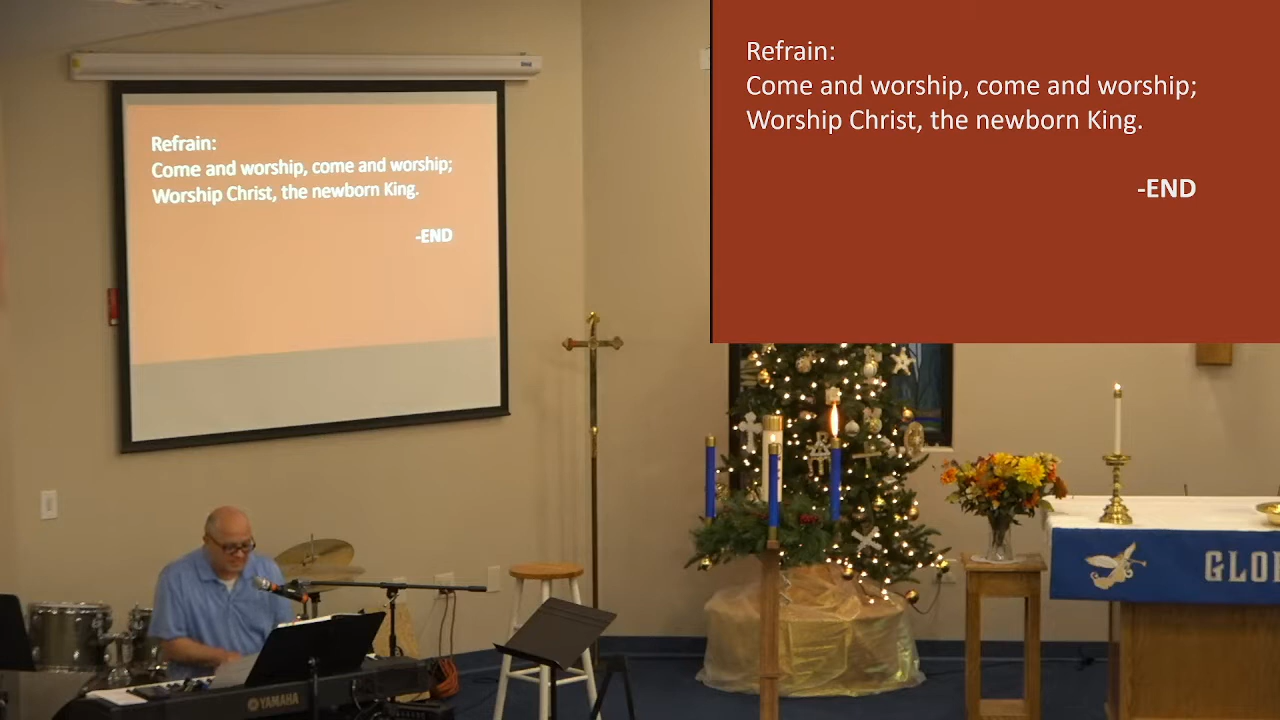 Refrain:
Come and worship, come and worship;
Worship Christ, the newborn King.
-END
Refrain:
Come and worship, come and worship;
Worship Christ, the newborn King.
-END
GLO
YAMAHA